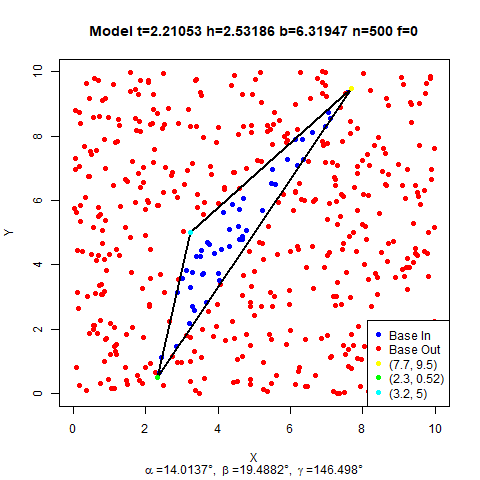 Model t=2.21053 h=2.53186 b=6.31947 n=500 f=0
Y
10
8
6
4
2
0
Base In
Base Out
(7.7, 9.5)
(2.3, 0.52)
(3.2, 5)
0 2 4 6 8 10
X
α=14.0137°, β=19.4882°, γ=146.498°